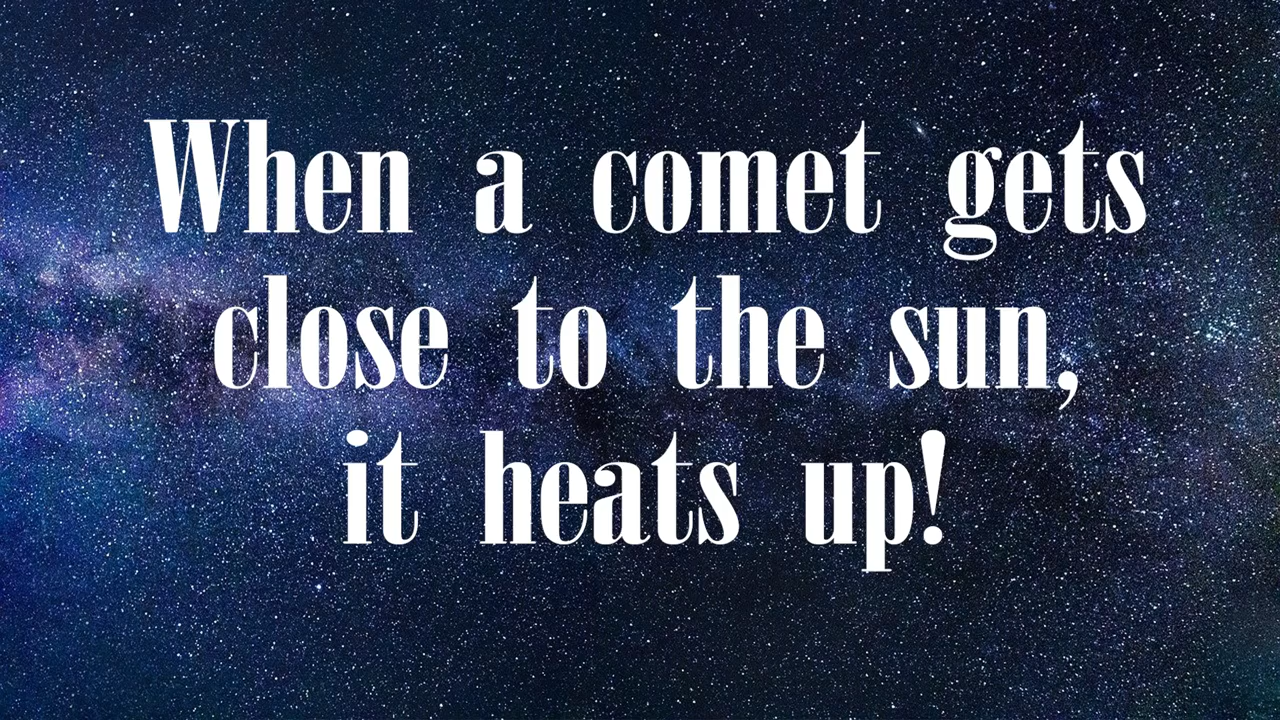 When a comet gets
close to the sun,
it heats up!